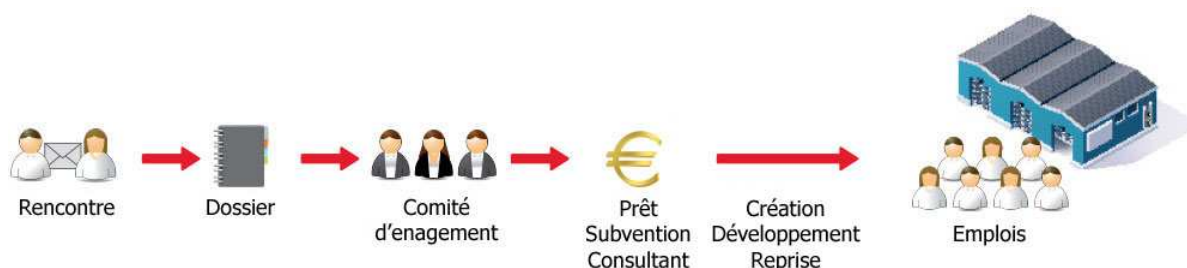 Rencontre
Dossier
Comité
d'enagement
Prêt
Subvention
Consultant
Création
Développement
Reprise
Emplois